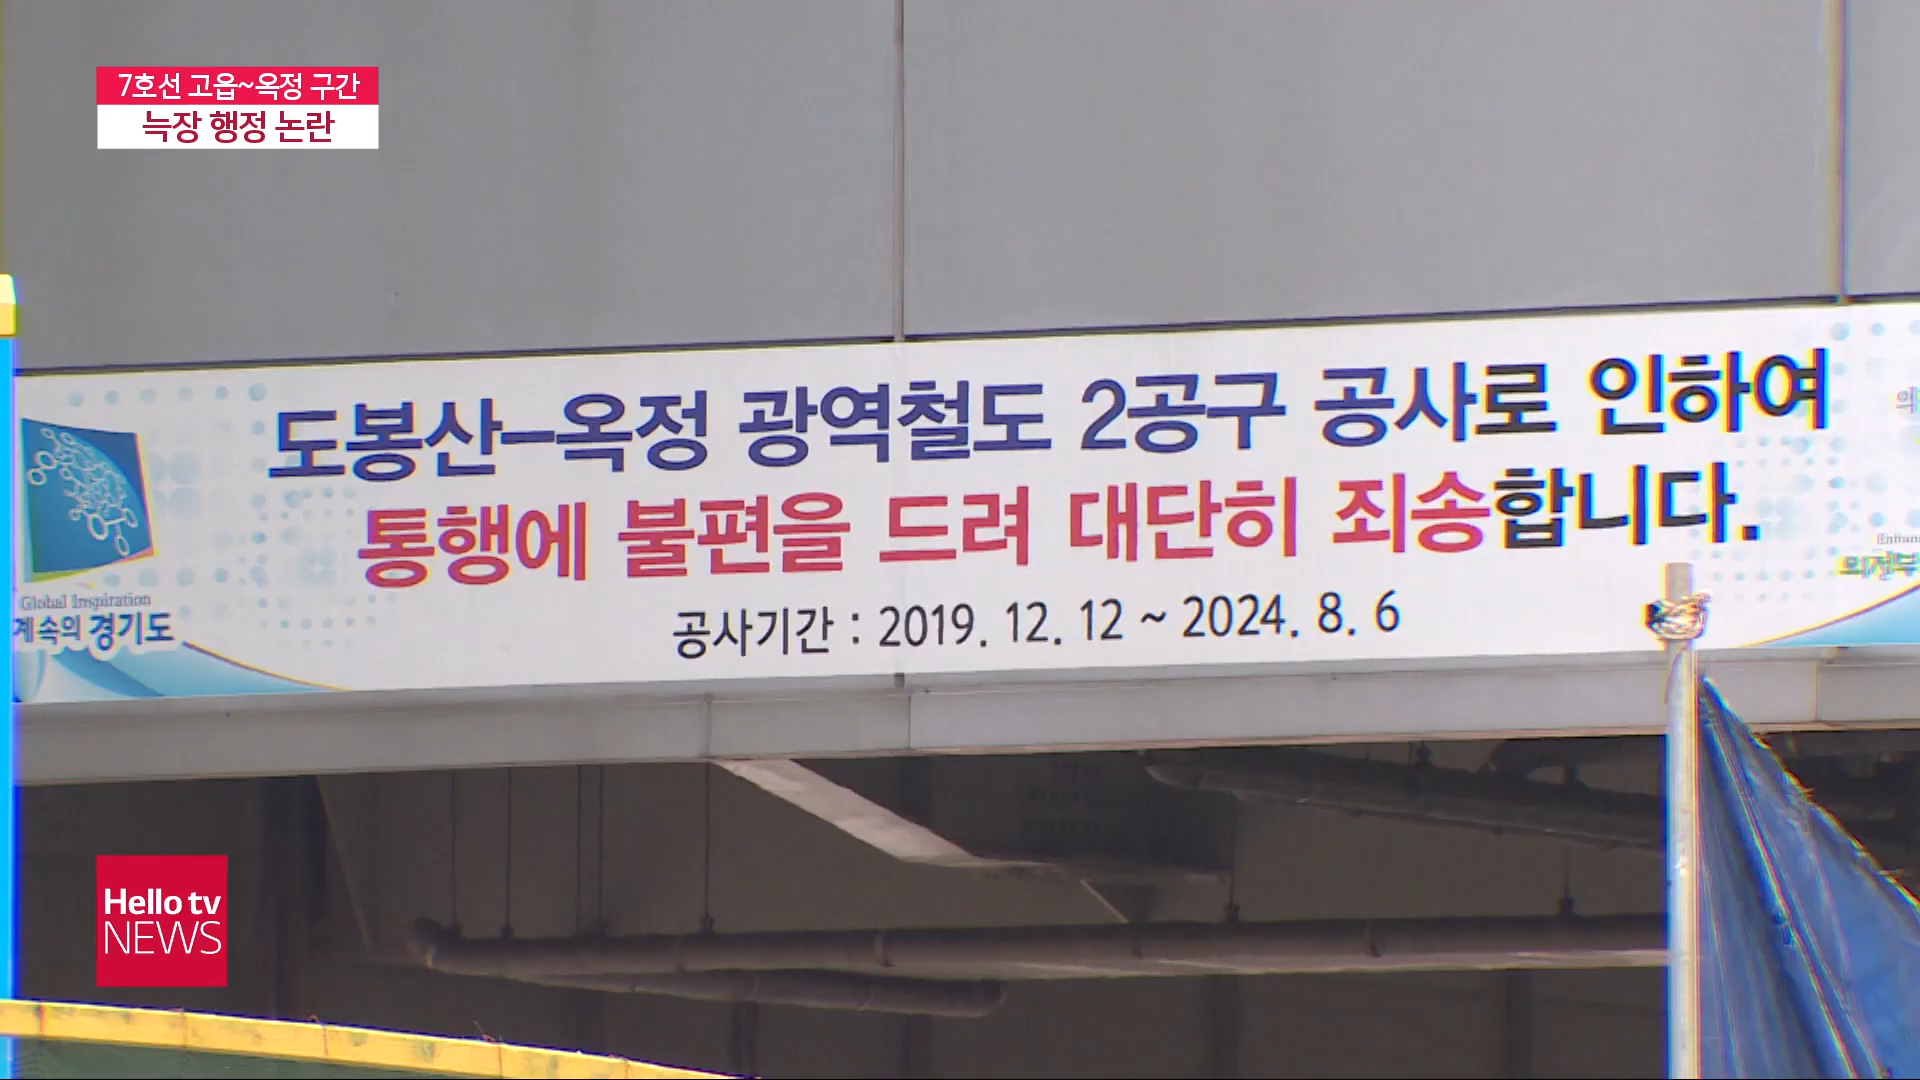 7호선 고읍~옥정 구간
늑장 행정 논란
도봉산-옥정 광역철도 2공구 공사로 인하여
통행에 불편을 드려 대단히 죄송합니다.
공사기간 : 2019. 12. 12 ~ 2024. 8. 6
Global Inspiration
계속의 경기도
Hello tv
NEWS